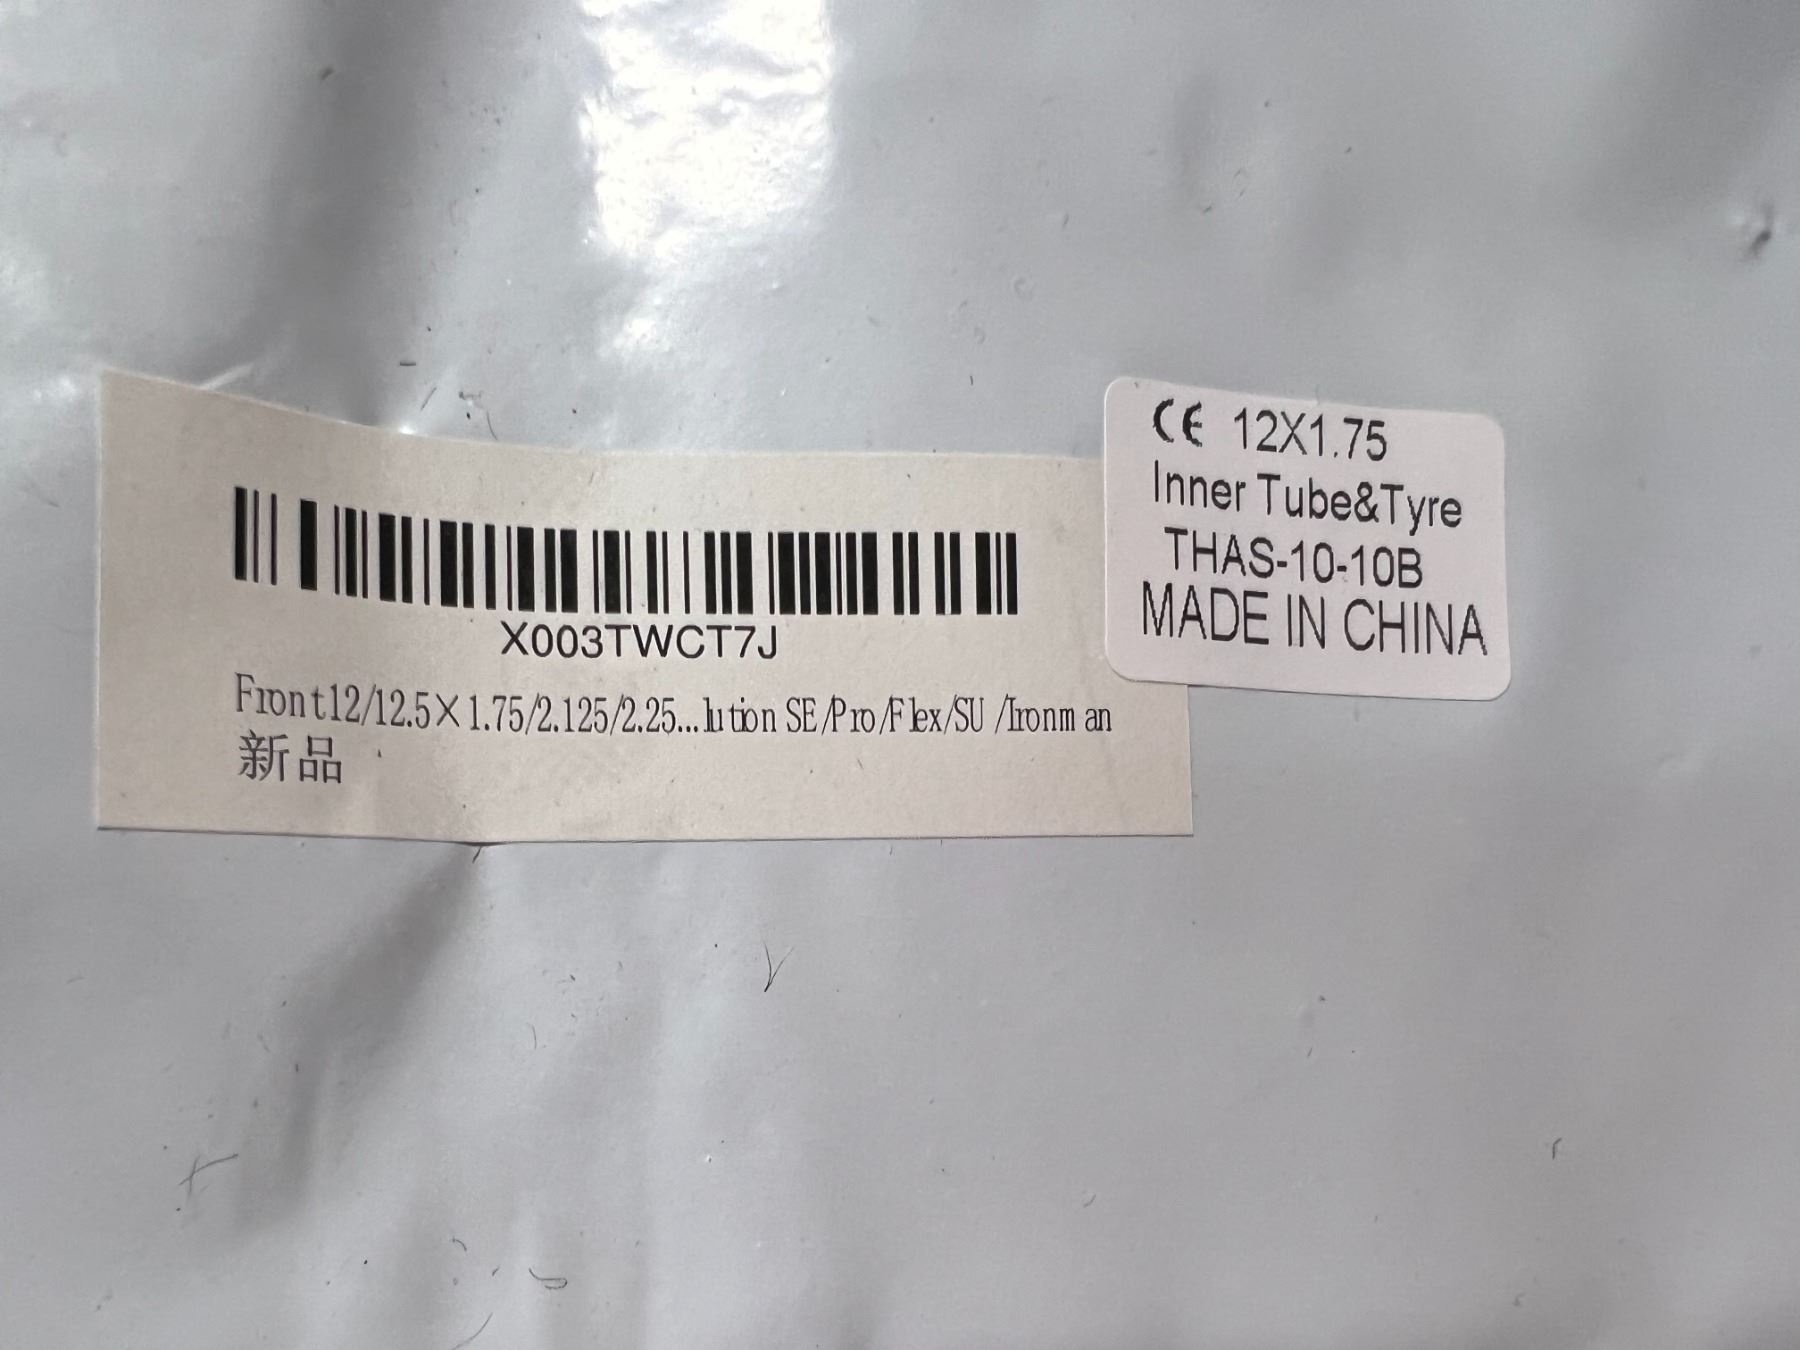 X003TWCT7J
Front12/12.5×1.75/2.125/2.25...lution SE/Pro/Flex/SU /Ironman
新品
CE 12X1.75
Inner Tube&Tyre
THAS-10-10B
MADE IN CHINA